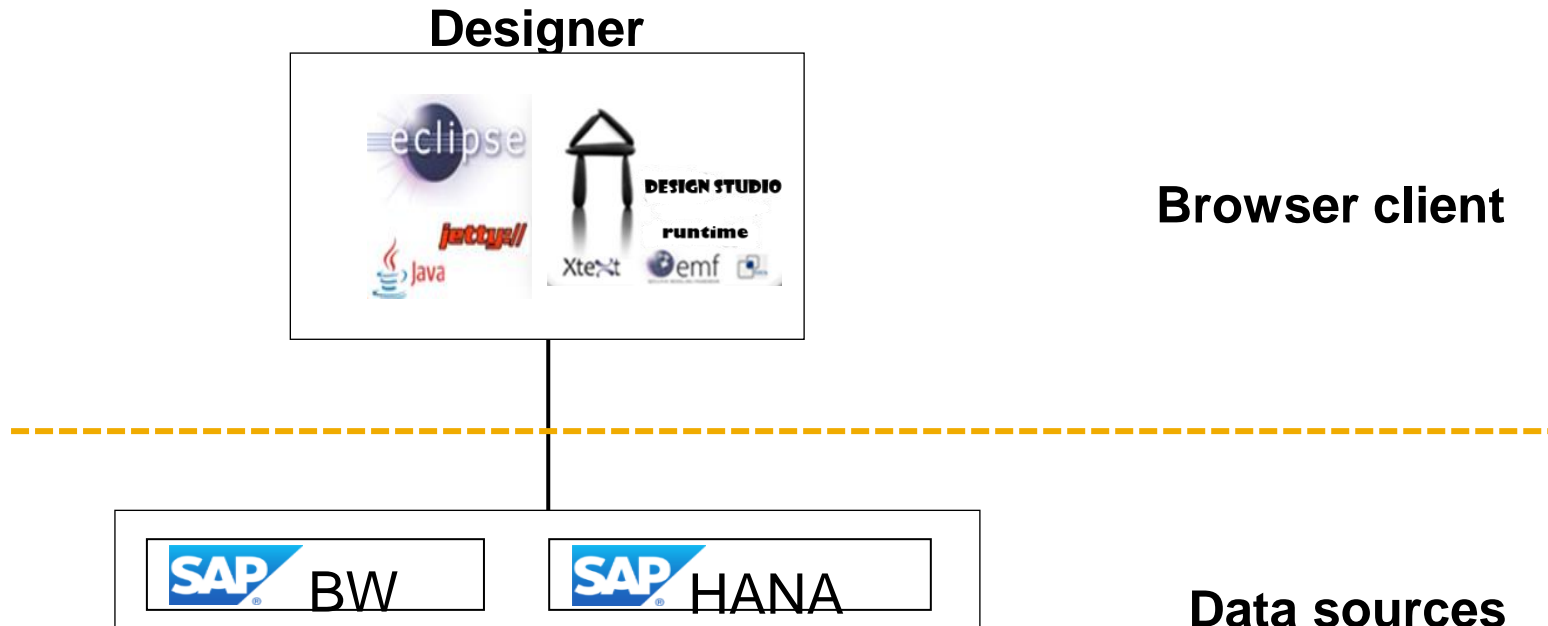 Designer
eclipse
jetty://
Java
DESIGN STUDIO
runtime
Xtext
emf
Browser client
SAP BW
SAP HANA
Data sources